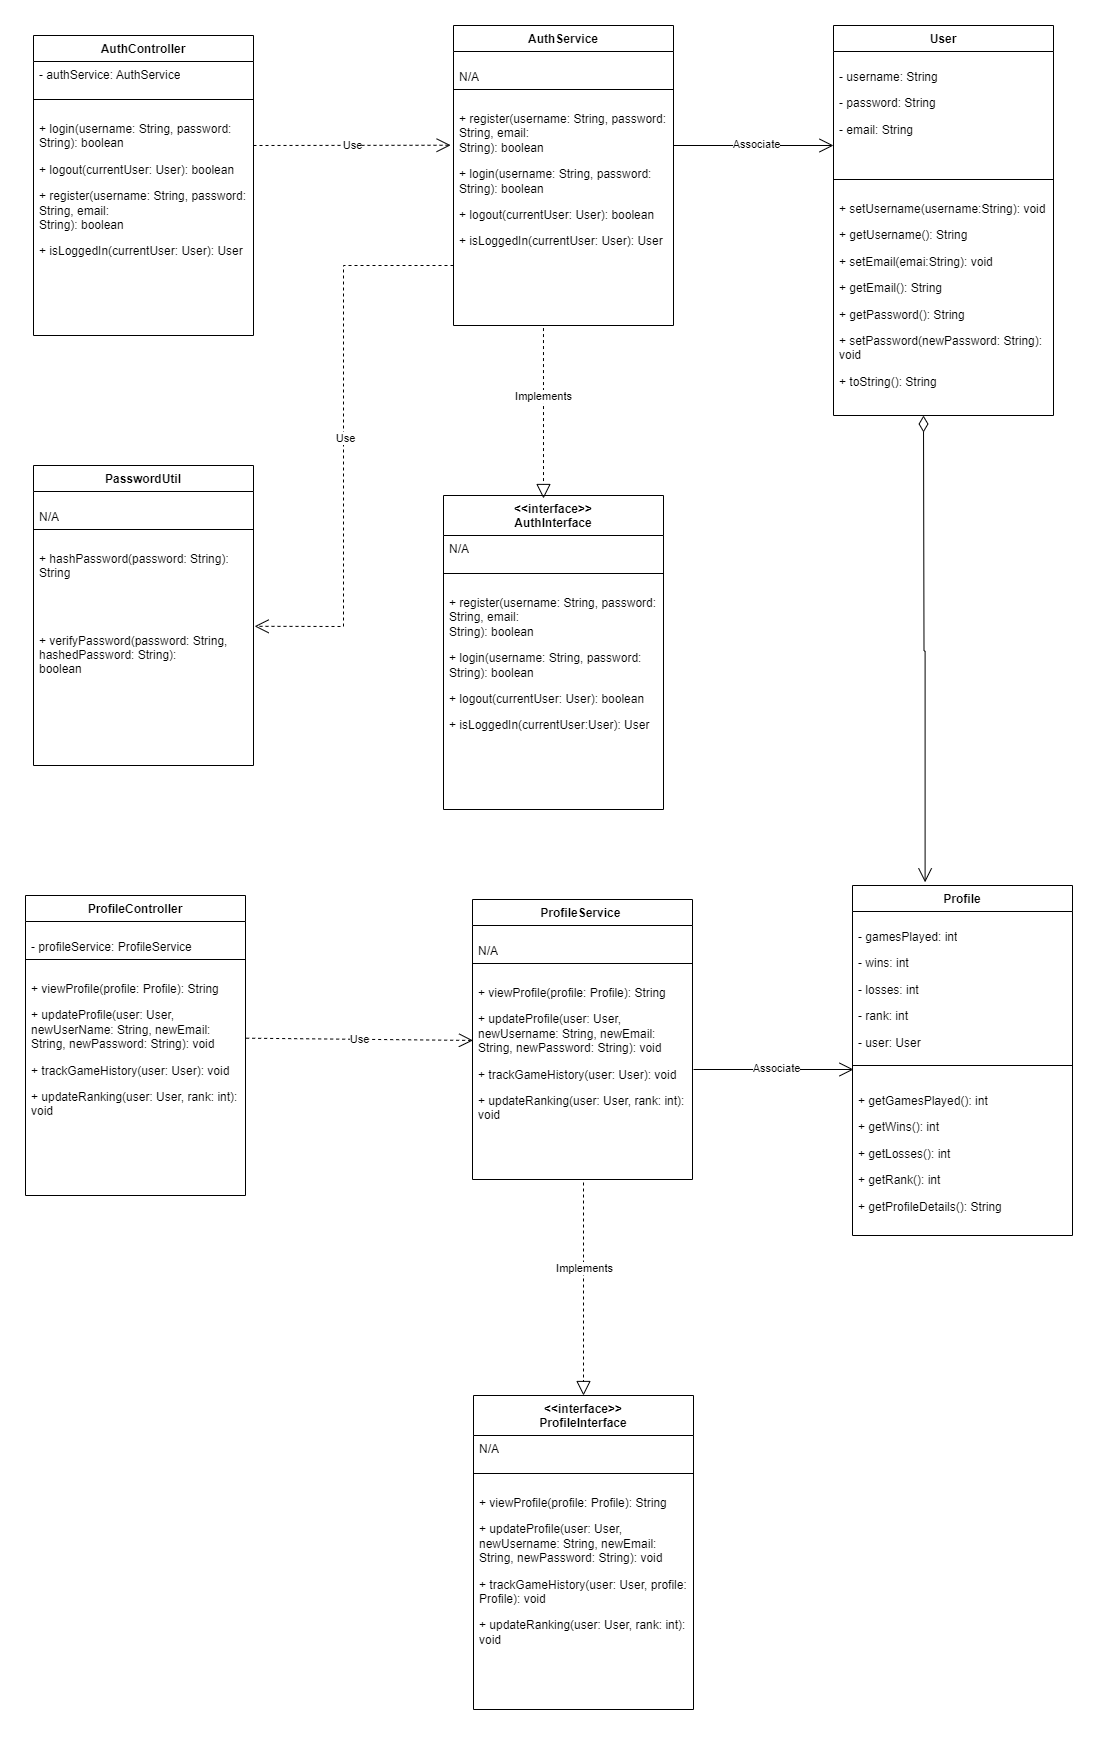 AuthController
- authService: AuthService
+ login(username: String, password:
String): boolean
+ logout(currentUser: User): boolean
+ register(username: String, password:
String, email:
String): boolean
+ isLoggedIn(currentUser: User): User
Use
AuthService
N/A
+ register(username: String, password:
String, email:
String): boolean
+ login(username: String, password:
String): boolean
+ logout(currentUser: User): boolean
+ isLoggedIn(currentUser: User): User
Associate
User
- username: String
- password: String
- email: String
+ setUsername(username:String): void
+ getUsername(): String
+ setEmail(emai:String): void
+ getEmail(): String
+ getPassword(): String
+ setPassword(newPassword: String):
void
+ toString(): String
Implements
Use
PasswordUtil
N/A
+ hashPassword(password: String):
String
+ verifyPassword(password: String,
hashedPassword: String):
boolean
<<interface>>
AuthInterface
N/A
+ register(username: String, password:
String, email:
String): boolean
+ login(username: String, password:
String): boolean
+ logout(currentUser: User): boolean
+ isLoggedIn(currentUser:User): User
ProfileController
- profileService: ProfileService
+ viewProfile(profile: Profile): String
+ updateProfile(user: User,
newUserName: String, newEmail:
String, newPassword: String): void
+ trackGameHistory(user: User): void
+ updateRanking(user: User, rank: int):
void
Use
ProfileService
N/A
+ viewProfile(profile: Profile): String
+ updateProfile(user: User,
newUsername: String, newEmail:
String, newPassword: String): void
+ trackGameHistory(user: User): void
+ updateRanking(user: User, rank: int):
void
Associate
Profile
- gamesPlayed: int
- wins: int
- losses: int
- rank: int
- user: User
+ getGamesPlayed(): int
+ getWins(): int
+ getLosses(): int
+ getRank(): int
+ getProfileDetails(): String
Implements
<<interface>>
ProfileInterface
N/A
+ viewProfile(profile: Profile): String
+ updateProfile(user: User,
newUsername: String, newEmail:
String, newPassword: String): void
+ trackGameHistory(user: User, profile:
Profile): void
+ updateRanking(user: User, rank: int):
void